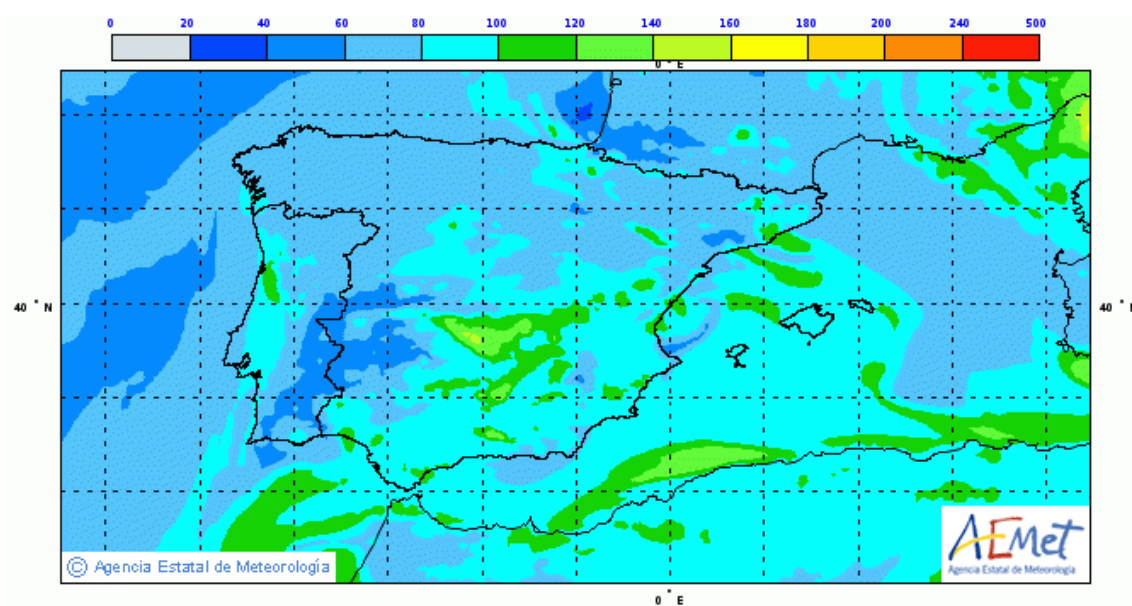 0 20 40 60 80 100 120 140 160 180 200 240 500
0 ° E
40 ° N
40 ° N
© Agencia Estatal de Meteorología
AEMet
Agencia Estatal de Meteorología
0 ° E